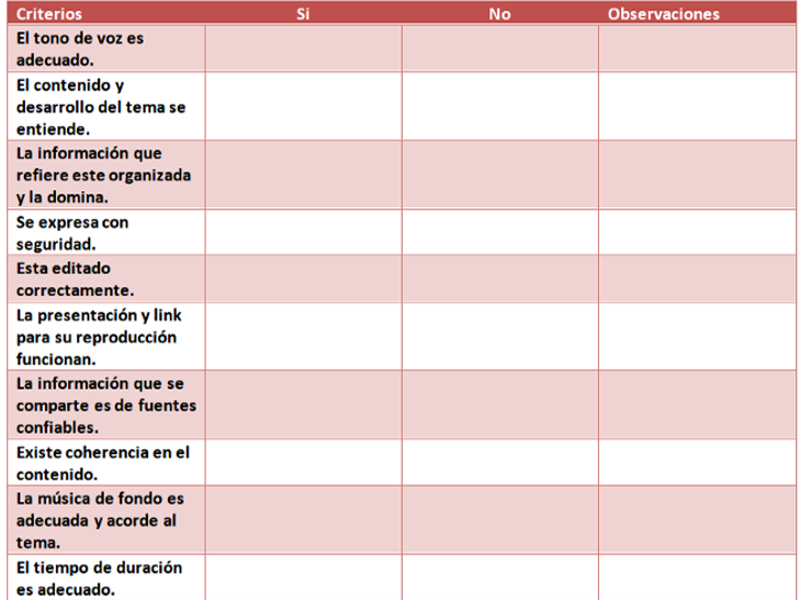 Criterios Si No Observaciones
El tono de voz es
adecuado.
El contenido y
desarrollo del tema se
entiende.
La información que
refiere este organizada
y la domina.
Se expresa con
seguridad.
Esta editado
correctamente.
La presentación y link
para su reproducción
funcionan.
La información que se
comparte es de fuentes
confiables.
Existe coherencia en el
contenido.
La música de fondo es
adecuada y acorde al
tema.
El tiempo de duración
es adecuado.